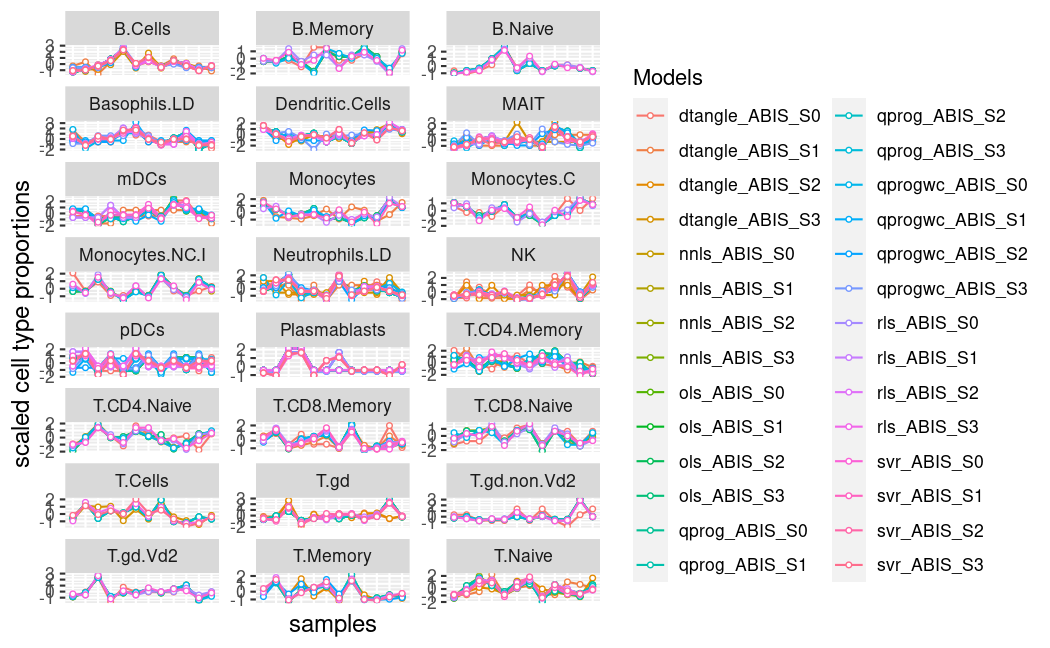 scaled cell type proportions
B.Cells
B.Memory
B.Naive
Basophils.LD
Dendritic.Cells
MAIT
mDCs
Monocytes
Monocytes.C
Monocytes.NC.I
Neutrophils.LD
NK
pDCs
Plasmablasts
T.CD4.Memory
T.CD4.Naive
T.CD8.Memory
T.CD8.Naive
T.Cells
T.gd
T.gd.non.Vd2
T.gd.Vd2
T.Memory
T.Naive
samples
Models
dtangle_ABIS_S0
dtangle_ABIS_S1
dtangle_ABIS_S2
dtangle_ABIS_S3
nnls_ABIS_S0
nnls_ABIS_S1
nnls_ABIS_S2
nnls_ABIS_S3
ols_ABIS_S0
ols_ABIS_S1
ols_ABIS_S2
ols_ABIS_S3
qprog_ABIS_S0
qprog_ABIS_S1
qprog_ABIS_S2
qprog_ABIS_S3
qprogwc_ABIS_S0
qprogwc_ABIS_S1
qprogwc_ABIS_S2
qprogwc_ABIS_S3
rls_ABIS_S0
rls_ABIS_S1
rls_ABIS_S2
rls_ABIS_S3
svr_ABIS_S0
svr_ABIS_S1
svr_ABIS_S2
svr_ABIS_S3